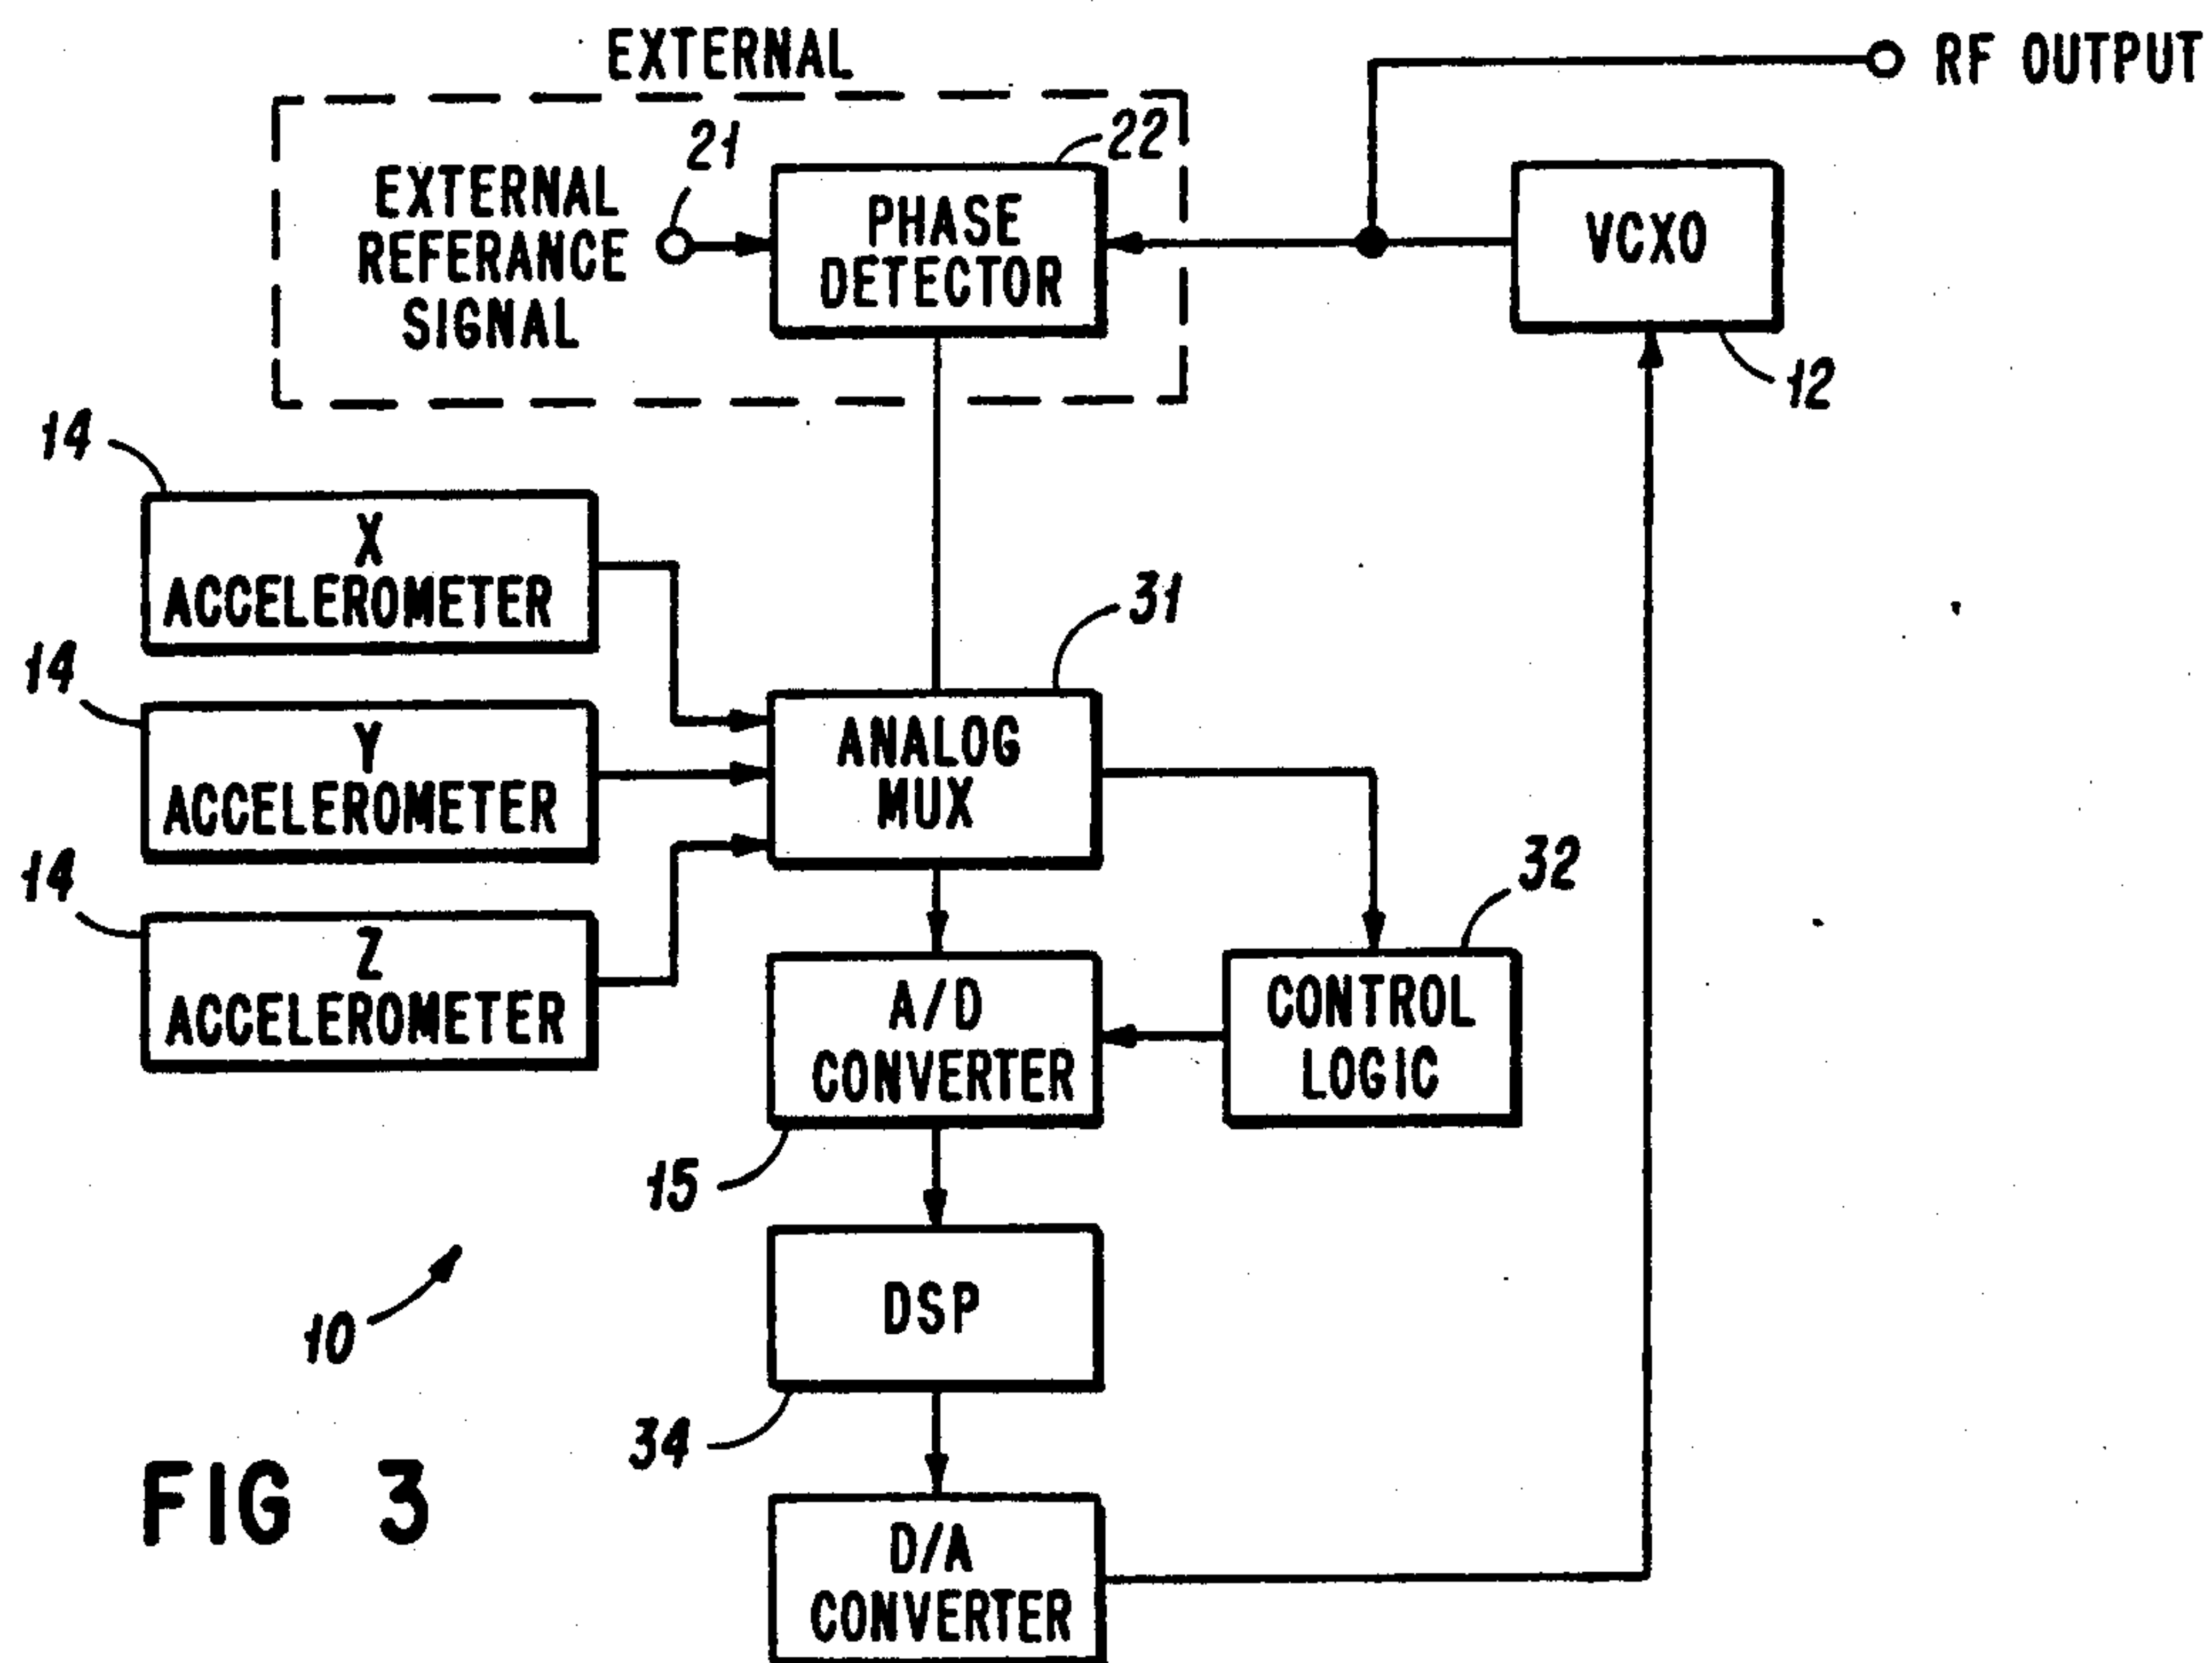 EXTERNAL
RF OUTPUT
21
22
EXTERNAL
REFERANCE
SIGNAL
PHASE
DETECTOR
VCXO
12
14
X
ACCELEROMETER
31
14
Y
ACCELEROMETER
ANALOG
MUX
14
Z
ACCELEROMETER
32
A/D
CONVERTER
CONTROL
LOGIC
15
DSP
10
34
FIG 3
D/A
CONVERTER